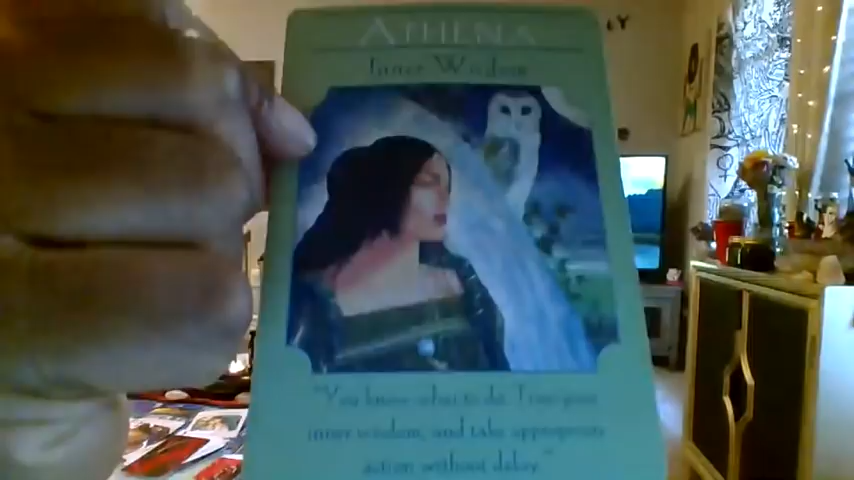 ATHENA
Inner Wisdom
"You know what to do. Trust your
inner wisdom, and take appropriate
action without delay."